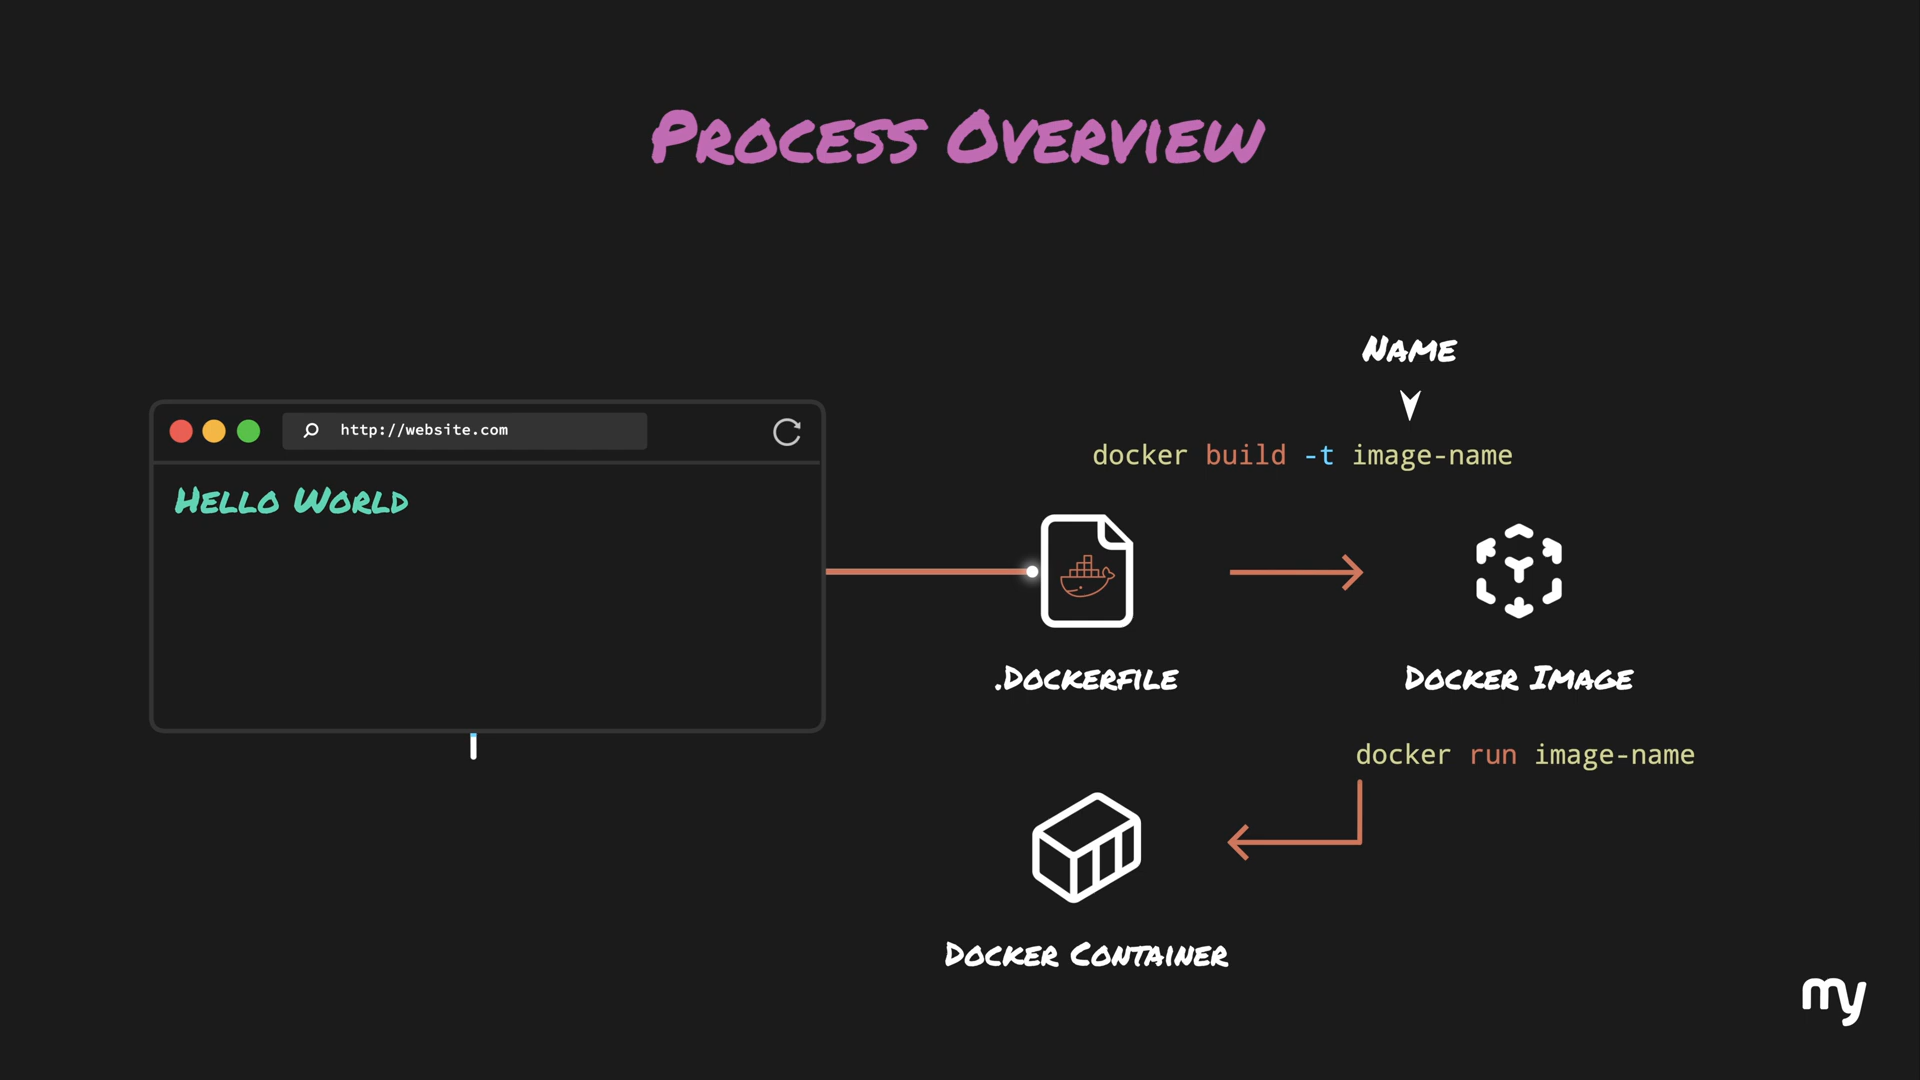 Process Overview
Name
http://website.com
docker build -t image-name
Hello World
.Dockerfile
Docker Image
docker run image-name
Docker Container
my